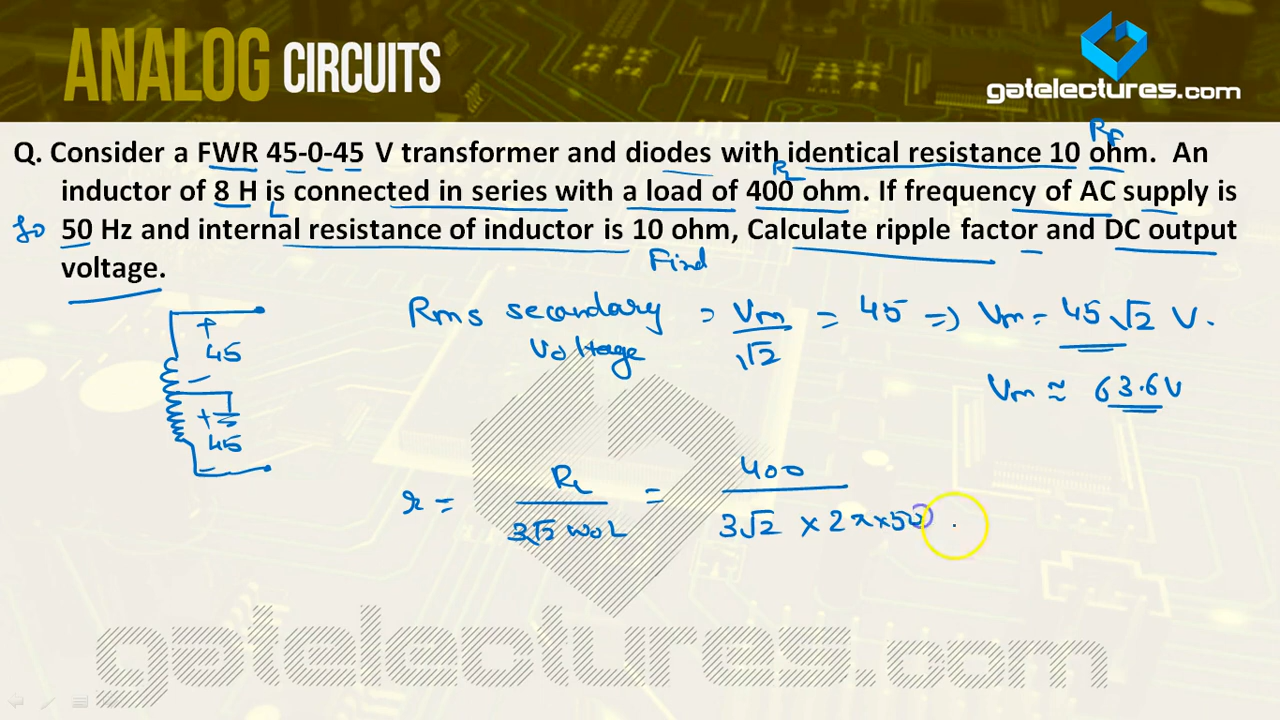 ANALOG CIRCUITS
gatelectures.com
Q. Consider a FWR 45-0-45 V transformer and diodes with identical resistance 10 ohm. An
inductor of 8 H is connected in series with a load of 400 ohm. If frequency of AC supply is
50 Hz and internal resistance of inductor is 10 ohm, Calculate ripple factor and DC output
voltage.
Rf
RL
L
fo
Find
+
45
-
+
45
-
Rms secondary voltage = Vm/√2 = 45 => Vm = 45√2 V.
Vm ≈ 63.6V
r = RL/3√2 ω0L = 400/3√2 × 2π×50
gatelectures.com